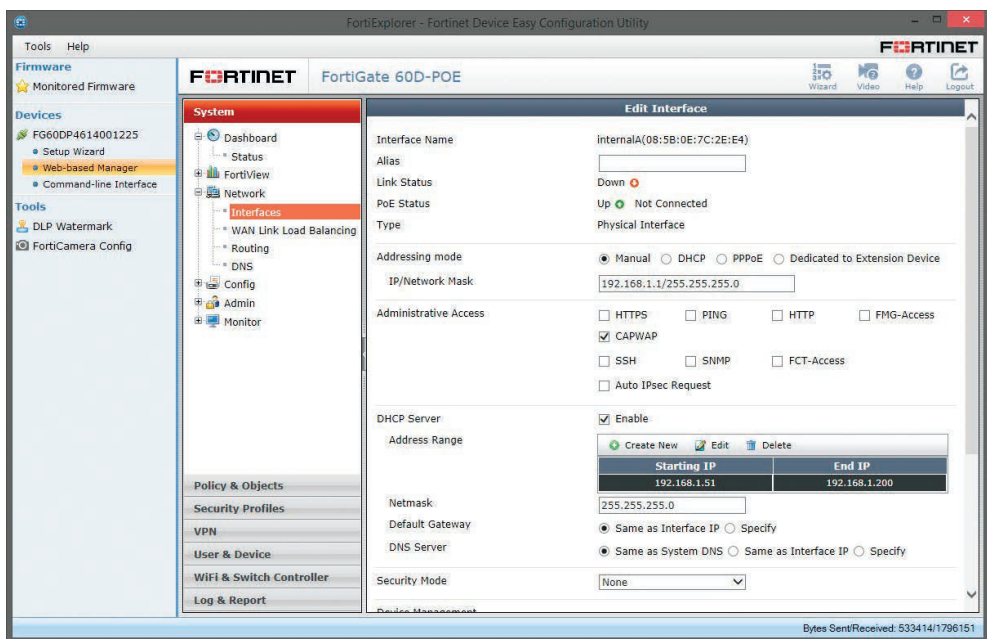 FortiExplorer - Fortinet Device Easy Configuration Utility
Tools Help
FORTINET
Firmware
Monitored Firmware
Devices
FG60DP4614001225
Setup Wizard
Web-based Manager
Command-line Interface
Tools
DLP Watermark
FortiCamera Config
FORTINET FortiGate 60D-POE
Wizard Video Help Logout
System
Dashboard
Status
FortiView
Network
Interfaces
WAN Link Load Balancing
Routing
DNS
Config
Admin
Monitor
Policy & Objects
Security Profiles
VPN
User & Device
WiFi & Switch Controller
Log & Report
Edit Interface
Interface Name internalA(08:5B:0E:7C:2E:E4)
Alias
Link Status Down
PoE Status Up Not Connected
Type Physical Interface
Addressing mode Manual DHCP PPPoE Dedicated to Extension Device
IP/Network Mask 192.168.1.1/255.255.255.0
Administrative Access HTTPS PING HTTP FMG-Access
CAPWAP
SSH SNMP FCT-Access
Auto IPsec Request
DHCP Server Enable
Address Range Create New Edit Delete
Starting IP End IP
192.168.1.51 192.168.1.200
Netmask 255.255.255.0
Default Gateway Same as Interface IP Specify
DNS Server Same as System DNS Same as Interface IP Specify
Security Mode None
Device Management
Bytes Sent/Received: 533414/1796151